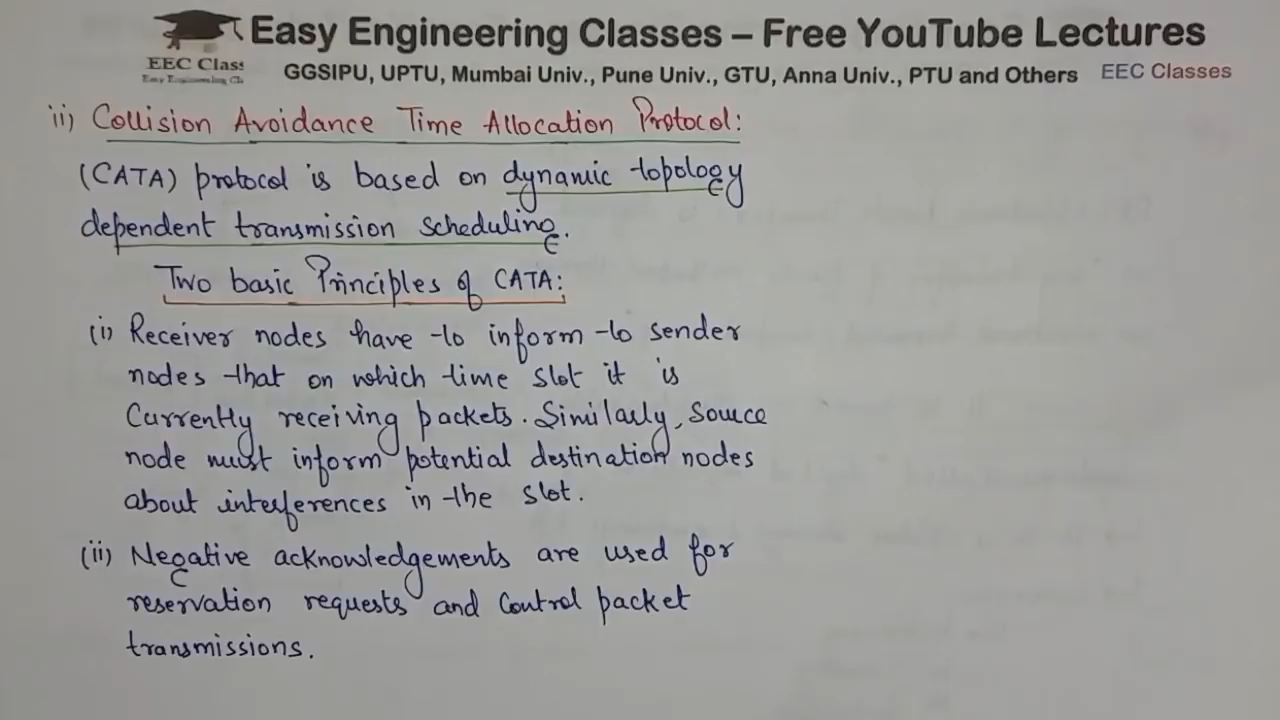 Easy Engineering Classes – Free YouTube Lectures
EEC Class
Easy Engineering Cl
GGSIPU, UPTU, Mumbai Univ., Pune Univ., GTU, Anna Univ., PTU and Others
EEC Classes
ii) Collision Avoidance Time Allocation Protocol:
(CATA) protocol is based on dynamic topology
dependent transmission scheduling.
Two basic Principles of CATA:
(i) Receiver nodes have to inform to sender
nodes that on which time slot it is
Currently receiving packets. Similarly, source
node must inform potential destination nodes
about interferences in the slot.
(ii) Negative acknowledgements are used for
reservation requests and Control packet
transmissions.